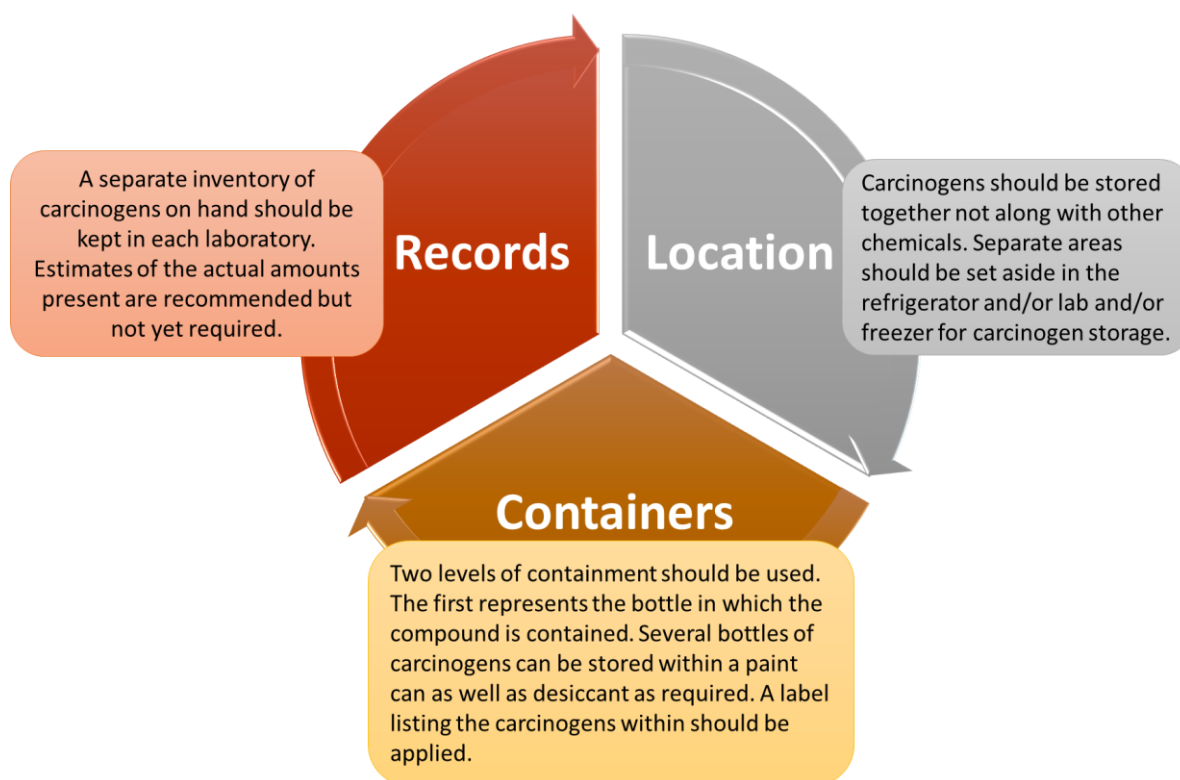 Records
A separate inventory of
carcinogens on hand should be
kept in each laboratory.
Estimates of the actual amounts
present are recommended but
not yet required.
Location
Carcinogens should be stored
together not along with other
chemicals. Separate areas
should be set aside in the
refrigerator and/or lab and/or
freezer for carcinogen storage.
Containers
Two levels of containment should be used.
The first represents the bottle in which the
compound is contained. Several bottles of
carcinogens can be stored within a paint
can as well as desiccant as required. A label
listing the carcinogens within should be
applied.